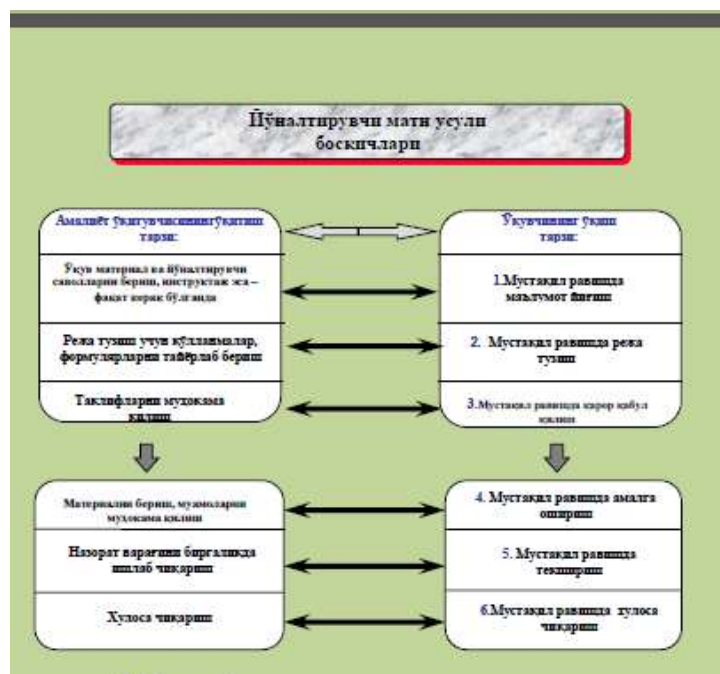 Йўналтирувчи матн усули
босқичлари
Амалиёт ўқитувчисинингўқитиш
тарзи:
Ўқув материал ва йўналтирувчи
саволларни бериш, инструктаж эса –
фақат керак бўлганда
Режа тузиш учун қўлланмалар,
формулярларни тайёрлаб бериш
Таклифларни муҳокама
қилиш
Ўқувчининг ўқиш
тарзи:
1.Мустақил равишда
маълумот йиғиш
2. Мустақил равишда режа
тузиш
3.Мустақил равишда қарор қабул
қилиш
Материални бериш, муаммоларни
муҳокама қилиш
Назорат варағини биргаликда
ишлаб чиқариш
Хулоса чиқариш
4. Мустақил равишда амалга
ошириш
5. Мустақил равишда
текшириш
6.Мустақил равишда хулоса
чиқариш